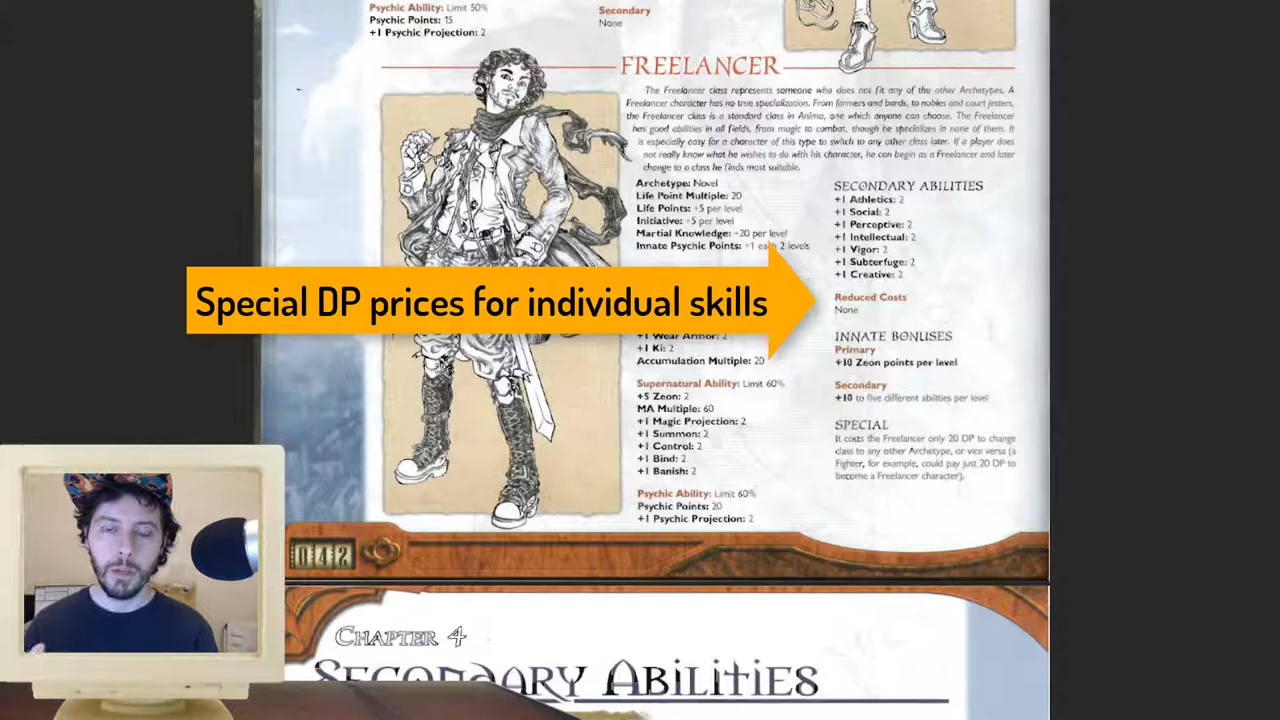 Psychic Ability: Limit 50%
Psychic Points: 15
+1 Psychic Projection: 2
Secondary
None
FREELANCER
The Freelancer class represents someone who does not fit any of the other Archetypes. A
Freelancer character has no true specialization. From farmers and bards, to nobles and court jesters,
the Freelancer class is a standard class in Anima, one which anyone can choose. The Freelancer
has good abilities in all fields, from magic to combat, though he specializes in none of them. It
is especially easy for a character of this type to switch to any other class later. If a player does
not really know what he wishes to do with his character, he can begin as a Freelancer and later
change to a class he finds most suitable.
Archetype: Novel
Life Point Multiple: 20
Life Points: +5 per level
Initiative: +5 per level
Martial Knowledge: +20 per level
Innate Psychic Points: +1 each 2 levels
Special DP prices for individual skills
+1 Wear Armor: 2
+1 Ki: 2
Accumulation Multiple: 20
Supernatural Ability: Limit 60%
+5 Zeon: 2
MA Multiple: 60
+1 Magic Projection: 2
+1 Summon: 2
+1 Control: 2
+1 Bind: 2
+1 Banish: 2
Psychic Ability: Limit 60%
Psychic Points: 20
+1 Psychic Projection: 2
SECONDARY ABILITIES
+1 Athletics: 2
+1 Social: 2
+1 Perceptive: 2
+1 Intellectual: 2
+1 Vigor: 2
+1 Subterfuge: 2
+1 Creative: 2
Reduced Costs
None
INNATE BONUSES
Primary
+10 Zeon points per level
Secondary
+10 to five different abilities per level
SPECIAL
It costs the Freelancer only 20 DP to change
class to any other Archetype, or vice versa (a
Fighter, for example, could pay just 20 DP to
become a Freelancer character).
042
CHAPTER 4
SECONDARY ABILITIES